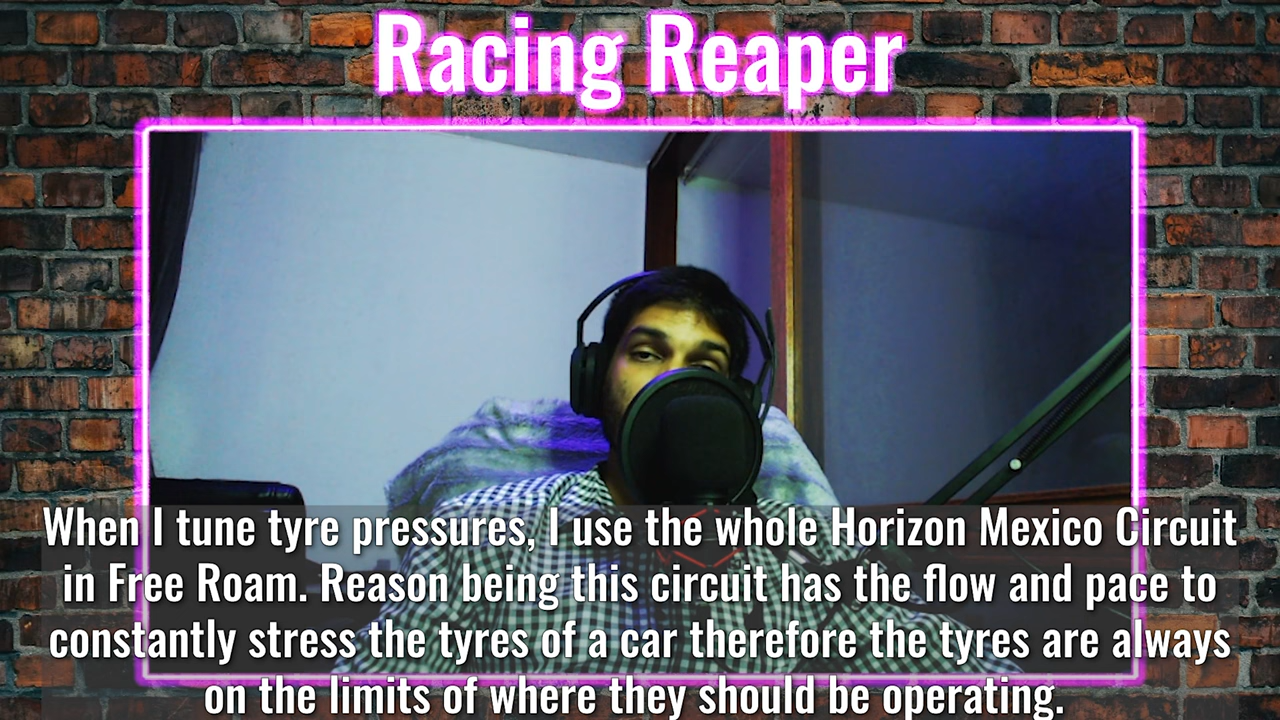 Racing Reaper
When I tune tyre pressures, I use the whole Horizon Mexico Circuit
in Free Roam. Reason being this circuit has the flow and pace to
constantly stress the tyres of a car therefore the tyres are always
on the limits of where they should be operating.